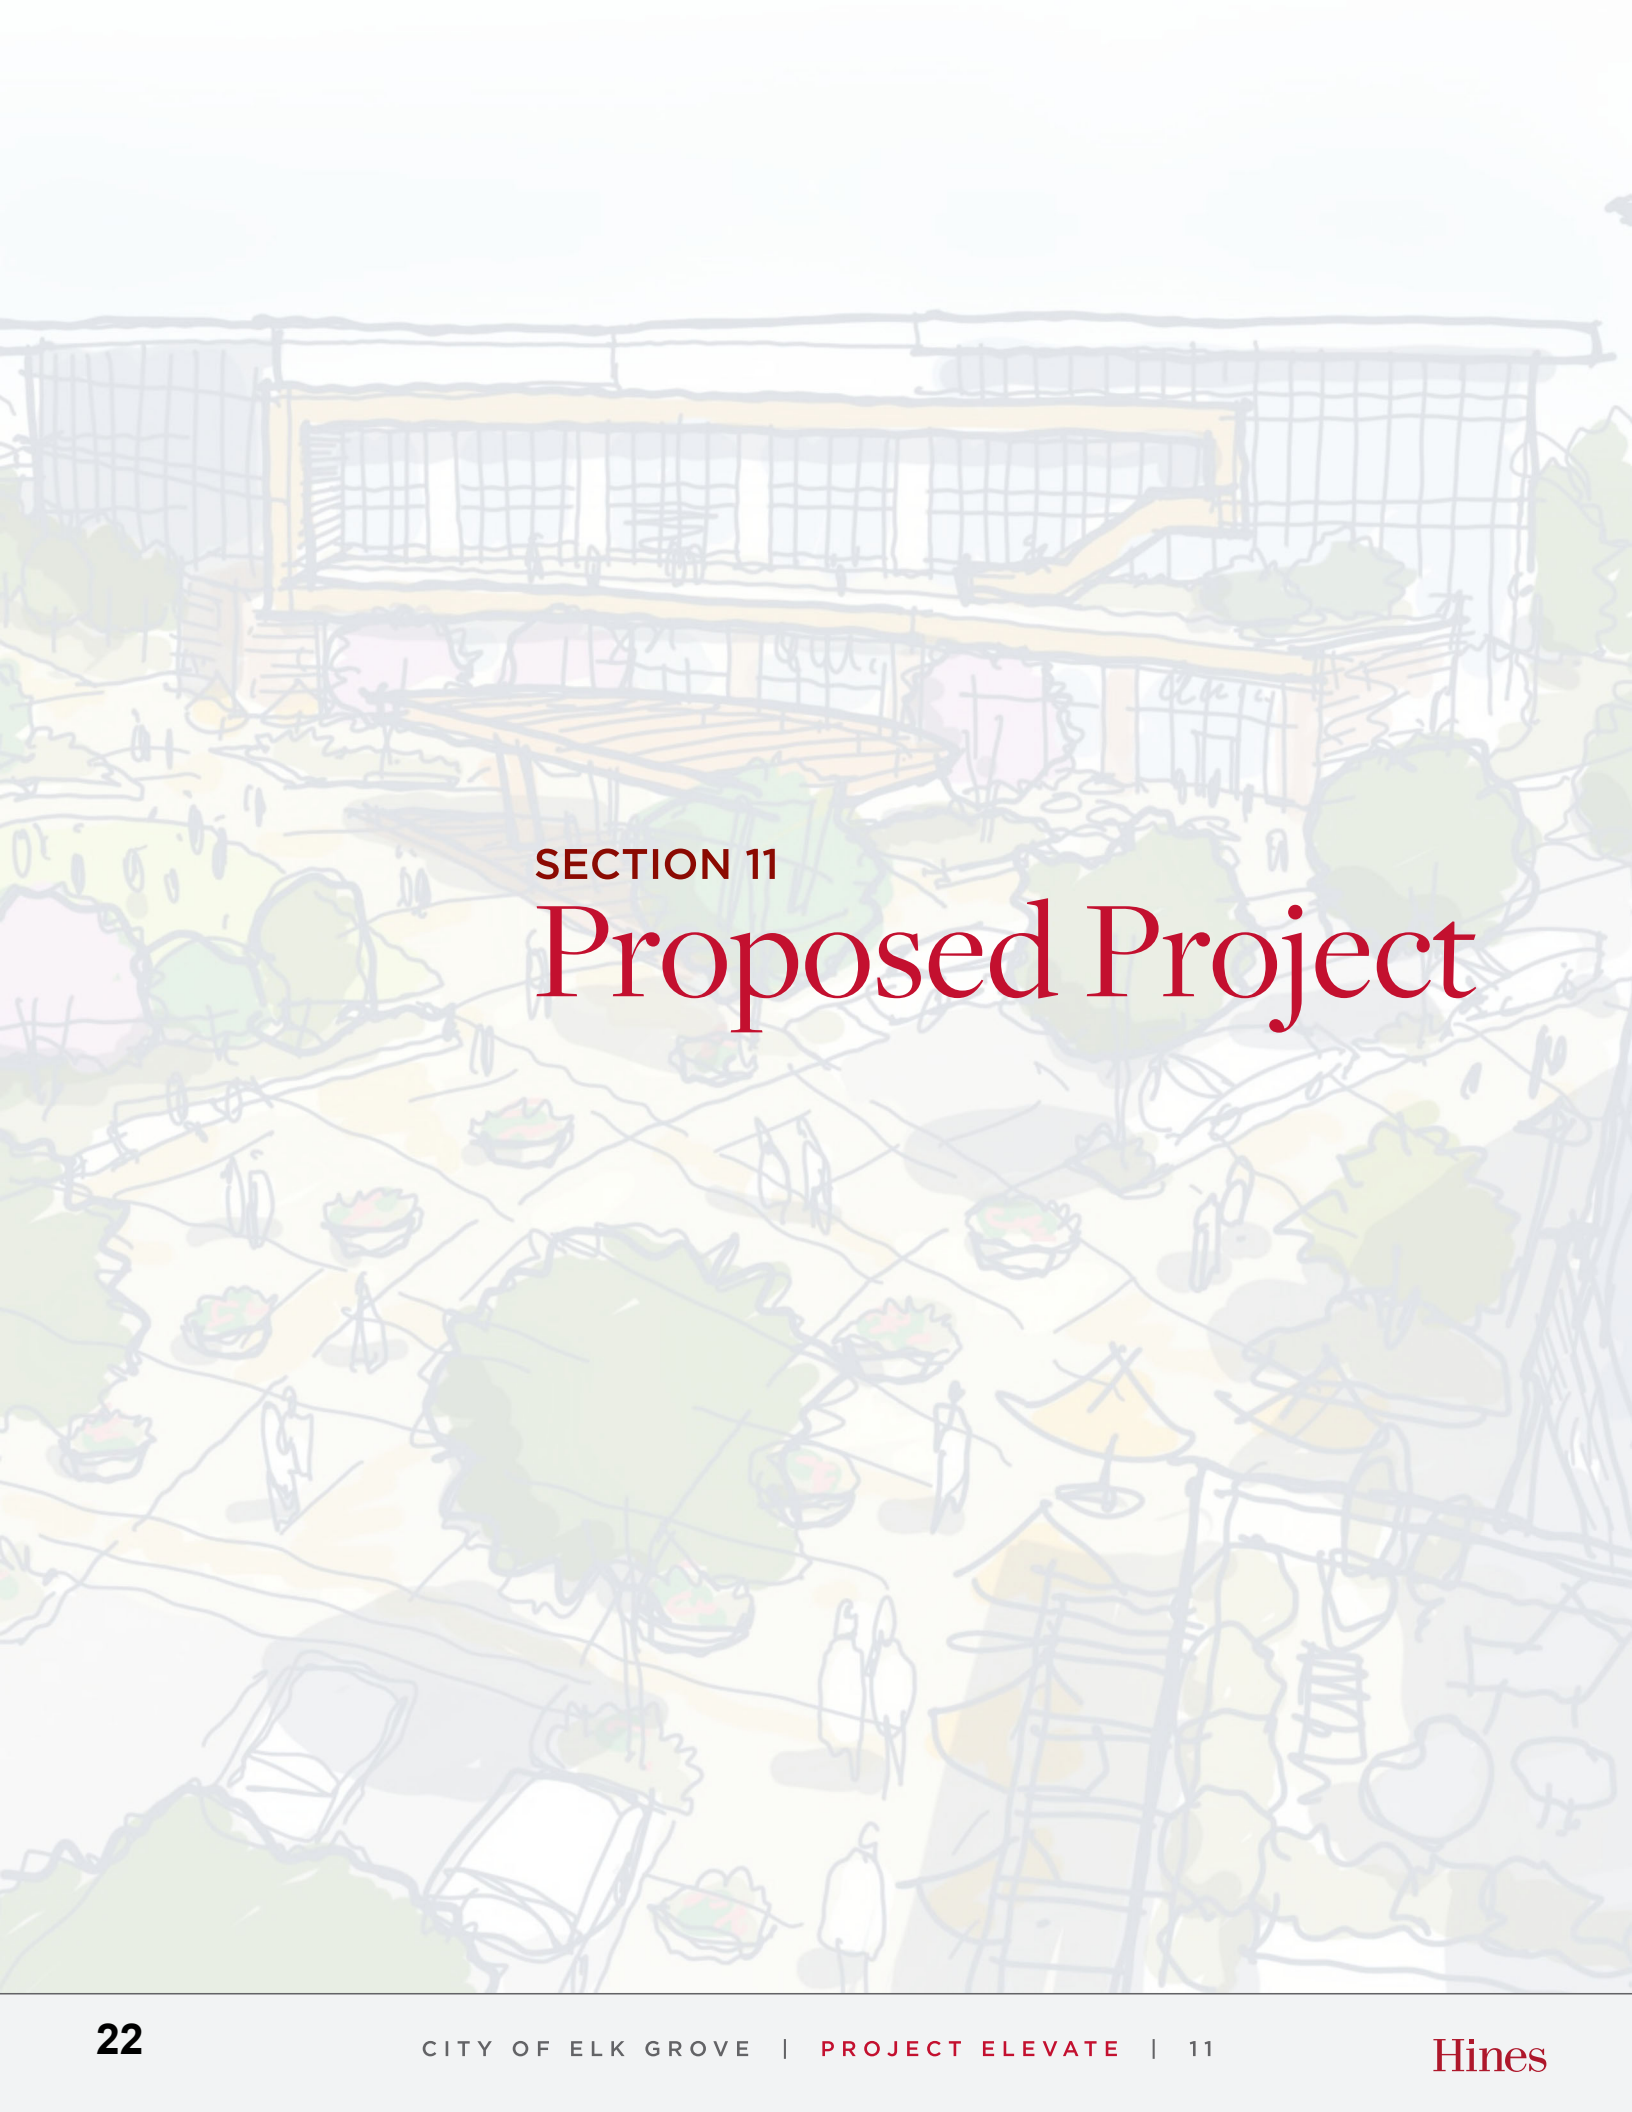 SECTION 11
Proposed Project
22
CITY OF ELK GROVE | PROJECT ELEVATE | 11
Hines